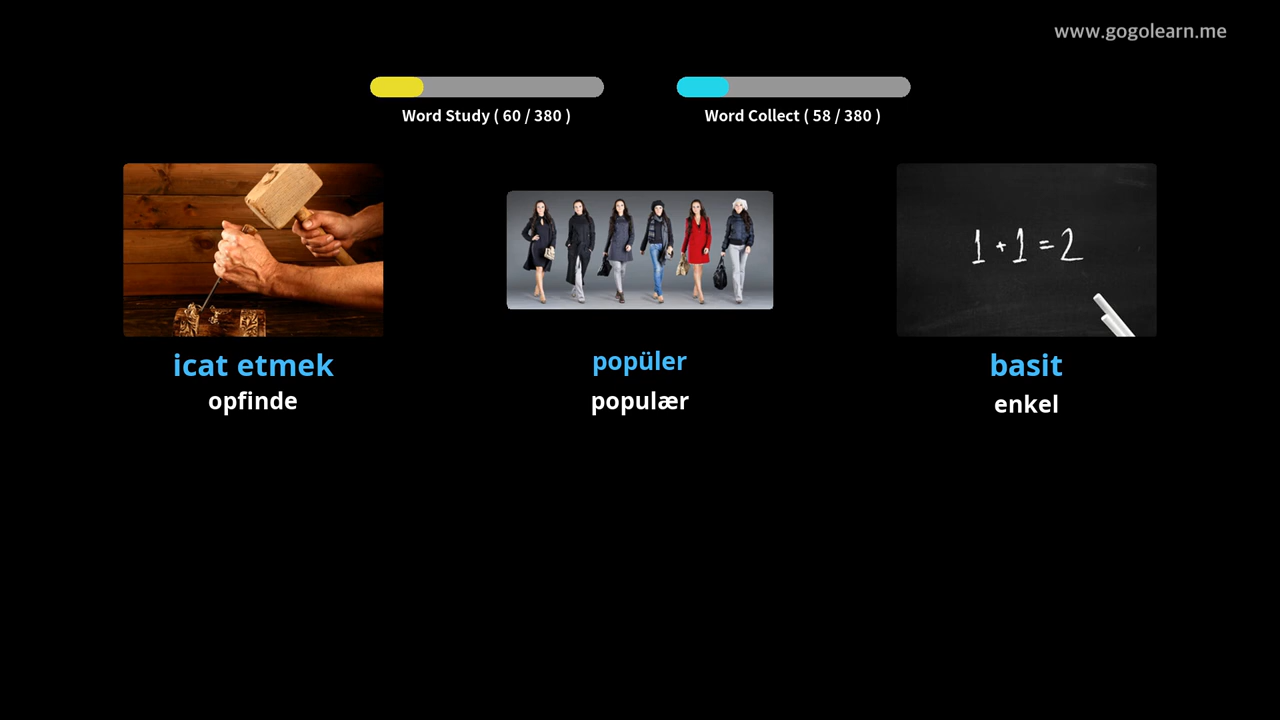 www.gogolearn.me
Word Study ( 60 / 380 )
Word Collect ( 58 / 380 )
1 + 1 = 2
icat etmek
opfinde
popüler
populær
basit
enkel